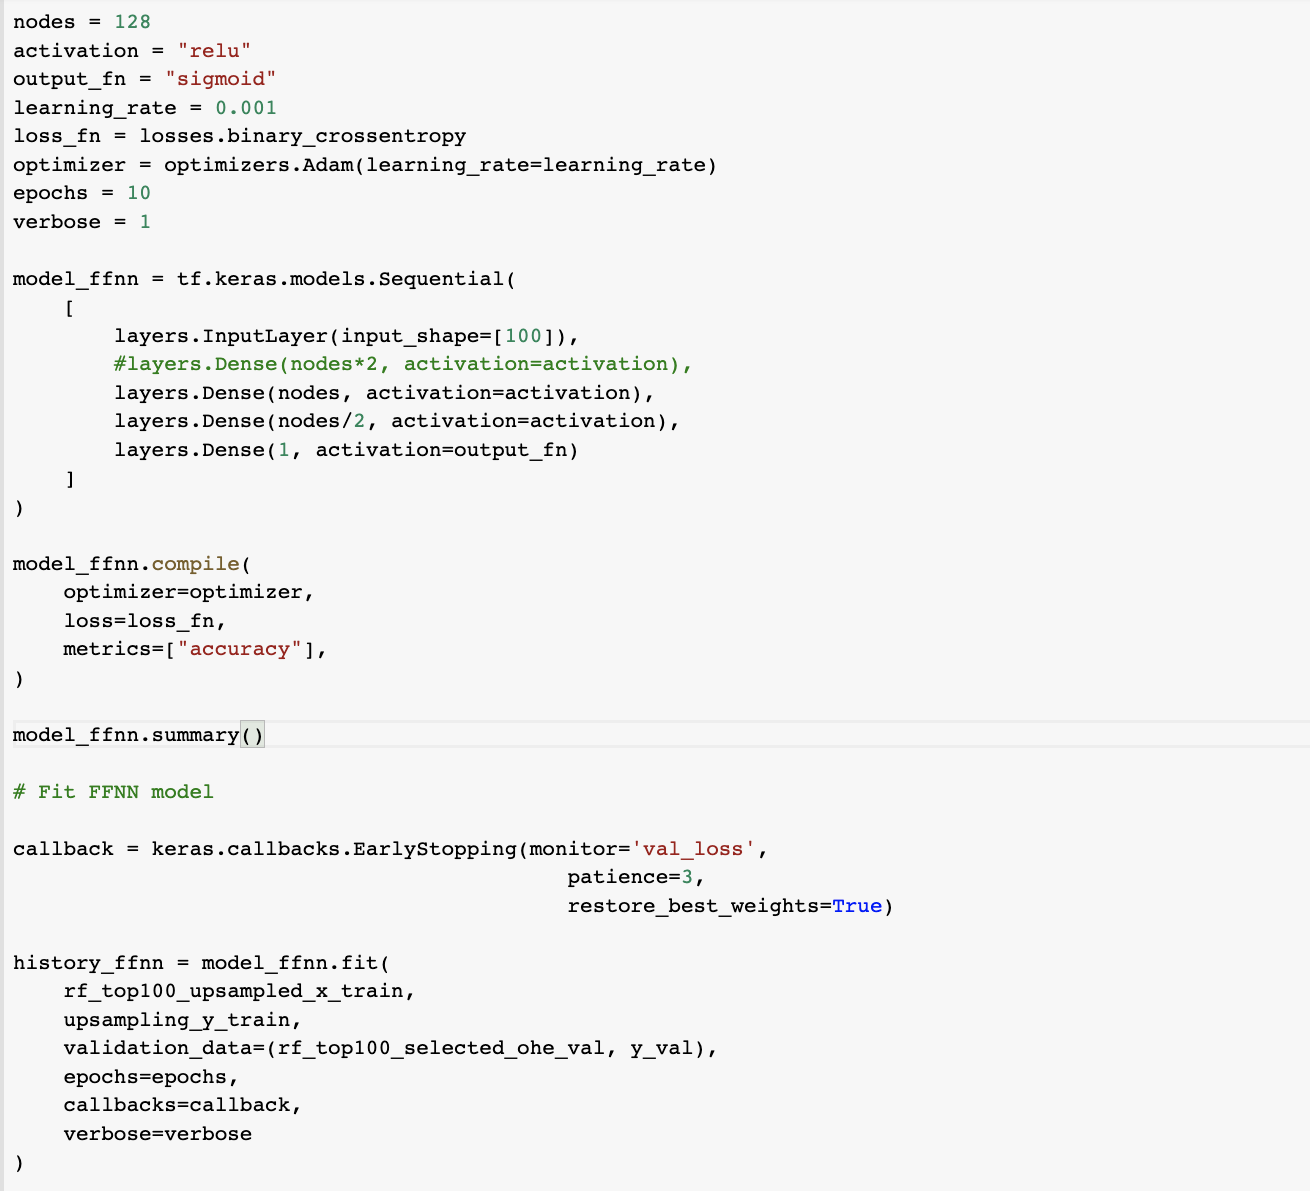 nodes = 128
activation = "relu"
output_fn = "sigmoid"
learning_rate = 0.001
loss_fn = losses.binary_crossentropy
optimizer = optimizers.Adam(learning_rate=learning_rate)
epochs = 10
verbose = 1

model_ffnn = tf.keras.models.Sequential(
    [
        layers.InputLayer(input_shape=[100]),
        #layers.Dense(nodes*2, activation=activation),
        layers.Dense(nodes, activation=activation),
        layers.Dense(nodes/2, activation=activation),
        layers.Dense(1, activation=output_fn)
    ]
)

model_ffnn.compile(
    optimizer=optimizer,
    loss=loss_fn,
    metrics=["accuracy"],
)

model_ffnn.summary()

# Fit FFNN model

callback = keras.callbacks.EarlyStopping(monitor='val_loss',
                                            patience=3,
                                            restore_best_weights=True)

history_ffnn = model_ffnn.fit(
    rf_top100_upsampled_x_train,
    upsampling_y_train,
    validation_data=(rf_top100_selected_ohe_val, y_val),
    epochs=epochs,
    callbacks=callback,
    verbose=verbose
)